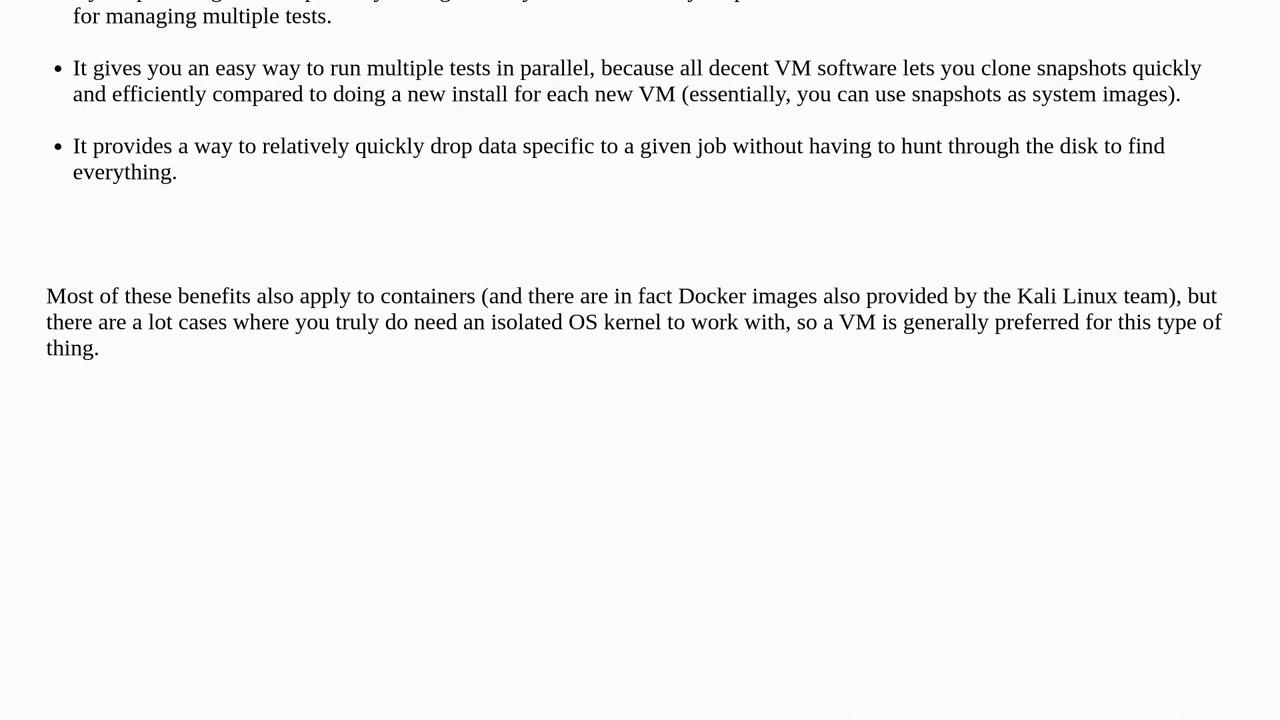 for managing multiple tests.
It gives you an easy way to run multiple tests in parallel, because all decent VM software lets you clone snapshots quickly
and efficiently compared to doing a new install for each new VM (essentially, you can use snapshots as system images).
It provides a way to relatively quickly drop data specific to a given job without having to hunt through the disk to find
everything.
Most of these benefits also apply to containers (and there are in fact Docker images also provided by the Kali Linux team), but
there are a lot cases where you truly do need an isolated OS kernel to work with, so a VM is generally preferred for this type of
thing.